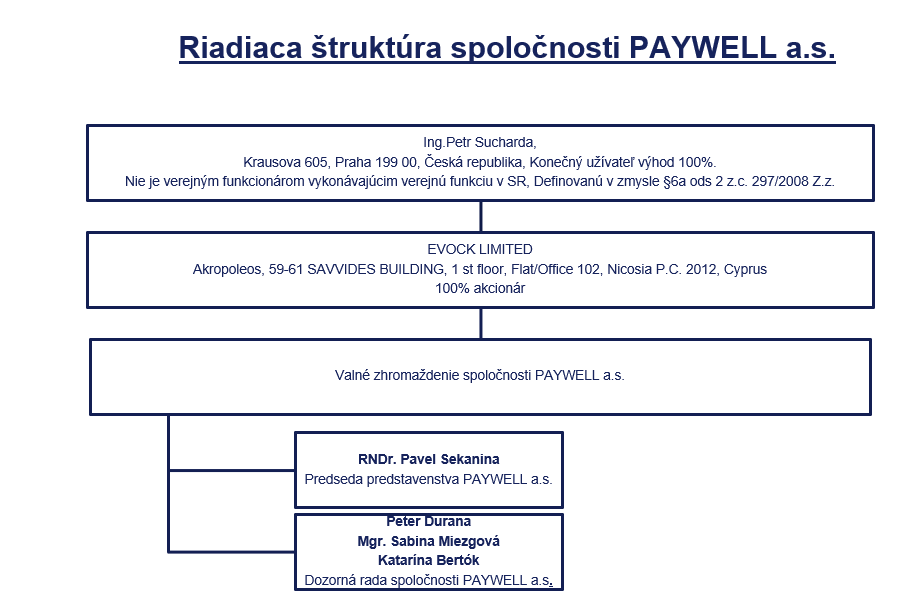 Riadiaca štruktúra spoločnosti PAYWELL a.s.
Ing.Petr Sucharda,
Krausova 605, Praha 199 00, Česká republika, Konečný užívateľ výhod 100%.
Nie je verejným funkcionárom vykonávajúcim verejnú funkciu v SR, Definovanú v zmysle §6a ods 2 z.c. 297/2008 Z.z.
EVOCK LIMITED
Akropoleos, 59-61 SAVVIDES BUILDING, 1 st floor, Flat/Office 102, Nicosia P.C. 2012, Cyprus
100% akcionár
Valné zhromaždenie spoločnosti PAYWELL a.s.
RNDr. Pavel Sekanina
Predseda predstavenstva PAYWELL a.s.
Peter Ďurana
Mgr. Sabina Miezgová
Katarína Bertók
Dozorná rada spoločnosti PAYWELL a.s.